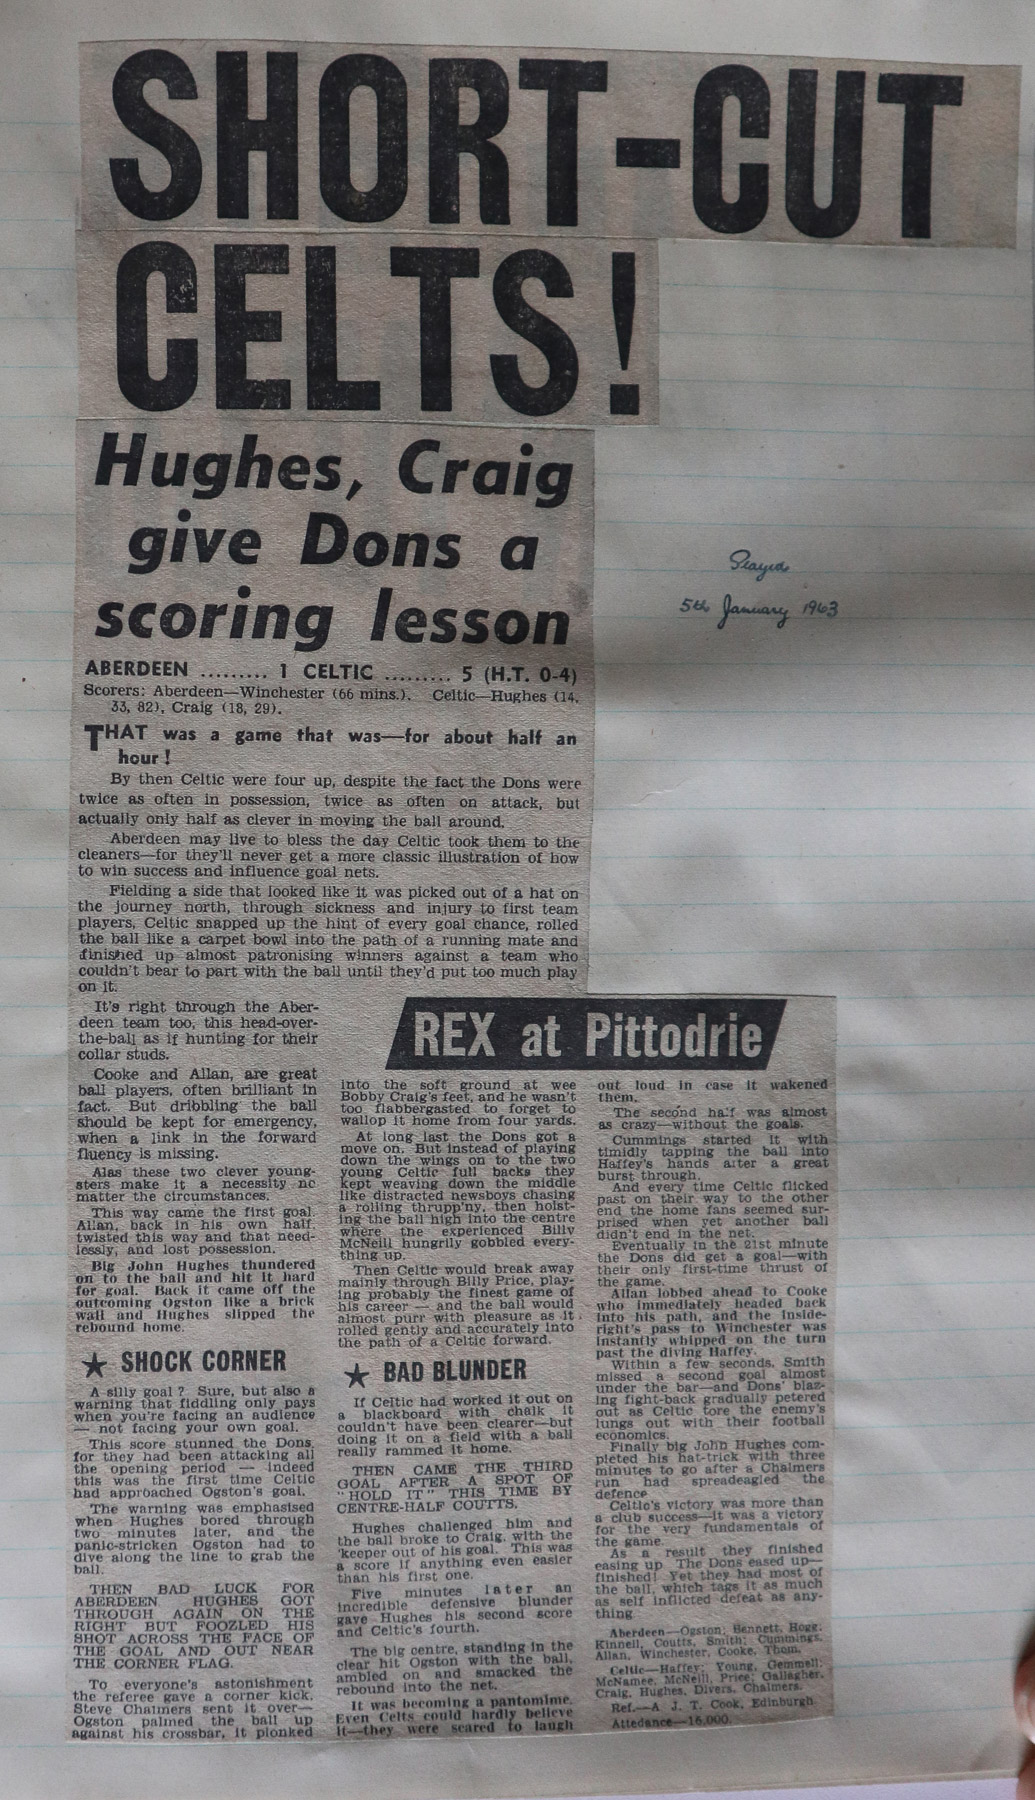 SHORT-CUT
CELTS!
Hughes, Craig
give Dons a
scoring lesson
Played
5th January 1963
ABERDEEN ......... 1 CELTIC ......... 5 (H.T. 0-4)
Scorers: Aberdeen—Winchester (66 mins.). Celtic—Hughes (14,
33, 82), Craig (18, 29).
THAT was a game that was—for about half an
hour!
By then Celtic were four up, despite the fact the Dons were
twice as often in possession, twice as often on attack, but
actually only half as clever in moving the ball around.
Aberdeen may live to bless the day Celtic took them to the
cleaners—for they'll never get a more classic illustration of how
to win success and influence goal nets.
Fielding a side that looked like it was picked out of a hat on
the journey north, through sickness and injury to first team
players, Celtic snapped up the hint of every goal chance, rolled
the ball like a carpet bowl into the path of a running mate and
finished up almost patronising winners against a team who
couldn't bear to part with the ball until they'd put too much play
on it.
It's right through the Aber-
deen team too, this head-over-
the-ball as if hunting for their
collar studs.
Cooke and Allan, are great
ball players, often brilliant in
fact. But dribbling the ball
should be kept for emergency,
when a link in the forward
fluency is missing.
Alas these two clever young-
sters make it a necessity no
matter the circumstances.
This way came the first goal.
Allan, back in his own half,
twisted this way and that need-
lessly, and lost possession.
Big John Hughes thundered
on to the ball and hit it hard
for goal. Back it came off the
outcoming Ogston like a brick
wall and Hughes slipped the
rebound home.
★ SHOCK CORNER
A silly goal? Sure, but also a
warning that fiddling only pays
when you're facing an audience
— not facing your own goal.
This score stunned the Dons,
for they had been attacking all
the opening period — indeed
this was the first time Celtic
had approached Ogston's goal.
The warning was emphasised
when Hughes bored through
two minutes later, and the
panic-stricken Ogston had to
dive along the line to grab the
ball.
THEN BAD LUCK FOR
ABERDEEN HUGHES GOT
THROUGH AGAIN ON THE
RIGHT BUT FOOZLED HIS
SHOT ACROSS THE FACE OF
THE GOAL AND OUT NEAR
THE CORNER FLAG.
To everyone's astonishment
the referee gave a corner kick.
Steve Chalmers sent it over—
Ogston palmed the ball up
against his crossbar, it plonked
REX at Pittodrie
into the soft ground at wee
Bobby Craig's feet, and he wasn't
too flabbergasted to forget to
wallop it home from four yards.
At long last the Dons got a
move on. But instead of playing
down the wings on to the two
young Celtic full backs they
kept weaving down the middle
like distracted newsboys chasing
a rolling thrupp'ny, then hoist-
ing the ball high into the centre
where the experienced Billy
McNeill hungrily gobbled every-
thing up.
Then Celtic would break away
mainly through Billy Price, play-
ing probably the finest game of
his career — and the ball would
almost purr with pleasure as it
rolled gently and accurately into
the path of a Celtic forward.
★ BAD BLUNDER
If Celtic had worked it out on
a blackboard with chalk it
couldn't have been clearer—but
doing it on a field with a ball
really rammed it home.
THEN CAME THE THIRD
GOAL AFTER A SPOT OF
"HOLD IT" THIS TIME BY
CENTRE-HALF COUTTS.
Hughes challenged him and
the ball broke to Craig, with the
'keeper out of his goal. This was
a score if anything even easier
than his first one.
Five minutes later an
incredible defensive blunder
gave Hughes his second score
and Celtic's fourth.
The big centre, standing in the
clear hit Ogston with the ball,
ambled on and smacked the
rebound into the net.
It was becoming a pantomime.
Even Celts could hardly believe
it—they were scared to laugh
out loud in case it wakened
them.
The second half was almost
as crazy—without the goals.
Cummings started it with
timidly tapping the ball into
Haffey's hands after a great
burst through.
And every time Celtic flicked
past on their way to the other
end the home fans seemed sur-
prised when yet another ball
didn't end in the net.
Eventually in the 21st minute
the Dons did get a goal—with
their only first-time thrust of
the game.
Allan lobbed ahead to Cooke
who immediately headed back
into his path, and the inside-
right's pass to Winchester was
instantly whipped on the turn
past the diving Haffey.
Within a few seconds, Smith
missed a second goal almost
under the bar—and Dons' blaz-
ing fight-back gradually petered
out as Celtic tore the enemy's
lungs out with their football
economics.
Finally big John Hughes com-
pleted his hat-trick with three
minutes to go after a Chalmers
run had spreadeagled the
defence
Celtic's victory was more than
a club success—it was a victory
for the very fundamentals of
the game.
As a result they finished
easing up The Dons eased up—
finished! Yet they had most of
the ball, which tags it as much
as self inflicted defeat as any-
thing
Aberdeen—Ogston; Bennett, Hogg;
Kinnell, Coutts, Smith; Cummings,
Allan, Winchester, Cooke, Thom.
Celtic—Haffey; Young, Gemmell;
McNamee, McNeill, Price; Gallagher,
Craig, Hughes, Divers, Chalmers.
Ref.—A J. T. Cook, Edinburgh
Attedance—16,000.